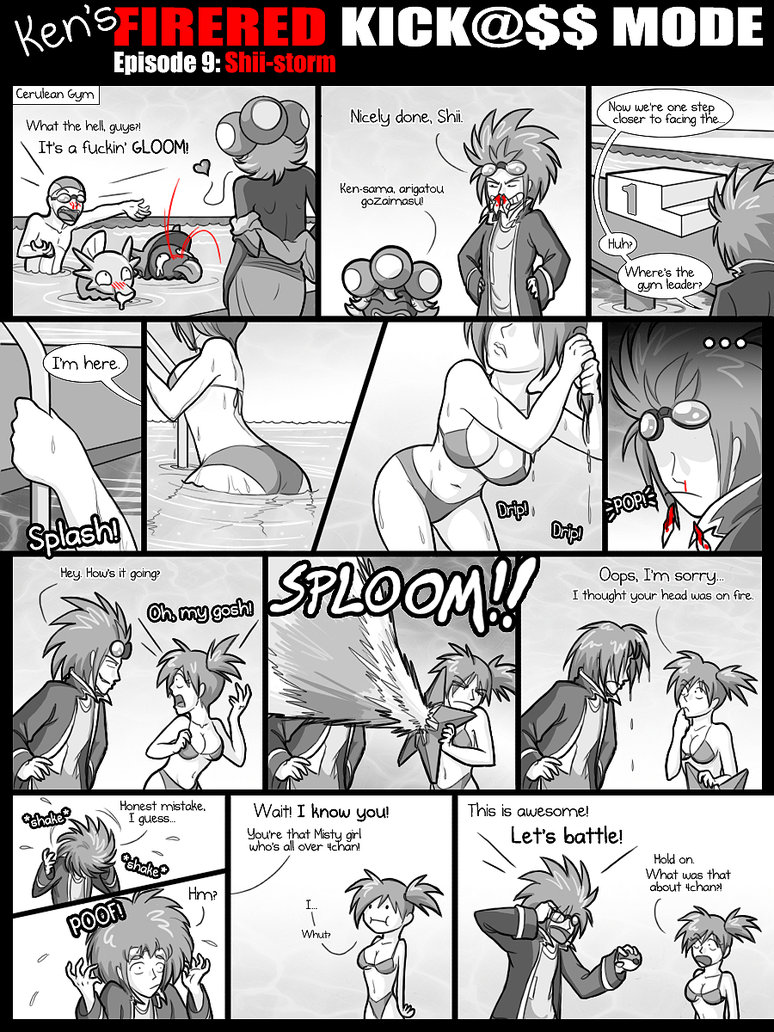 Ken's FIRERED KICK@$$ MODE
Episode 9: Shii-storm
Cerulean Gym
What the hell, guys?!
It's a fuckin' GLOOM!
Nicely done, Shii.
Ken-sama, arigatou
gozaimasu!
Now we're one step
closer to facing the...
1
Huh?
Where's the
gym leader?
I'm here.
Splash!
Drip!
Drip!
...
POP!
Hey. How's it going?
Oh, my gosh!
SPLOOM!!
Oops, I'm sorry...
I thought your head was on fire.
Honest mistake,
I guess...
*shake*
*shake*
POOF!
Hm?
Wait! I know you!
You're that Misty girl
who's all over 4chan!
I...
Whut?
This is awesome!
Let's battle!
Hold on.
What was that
about 4chan?!